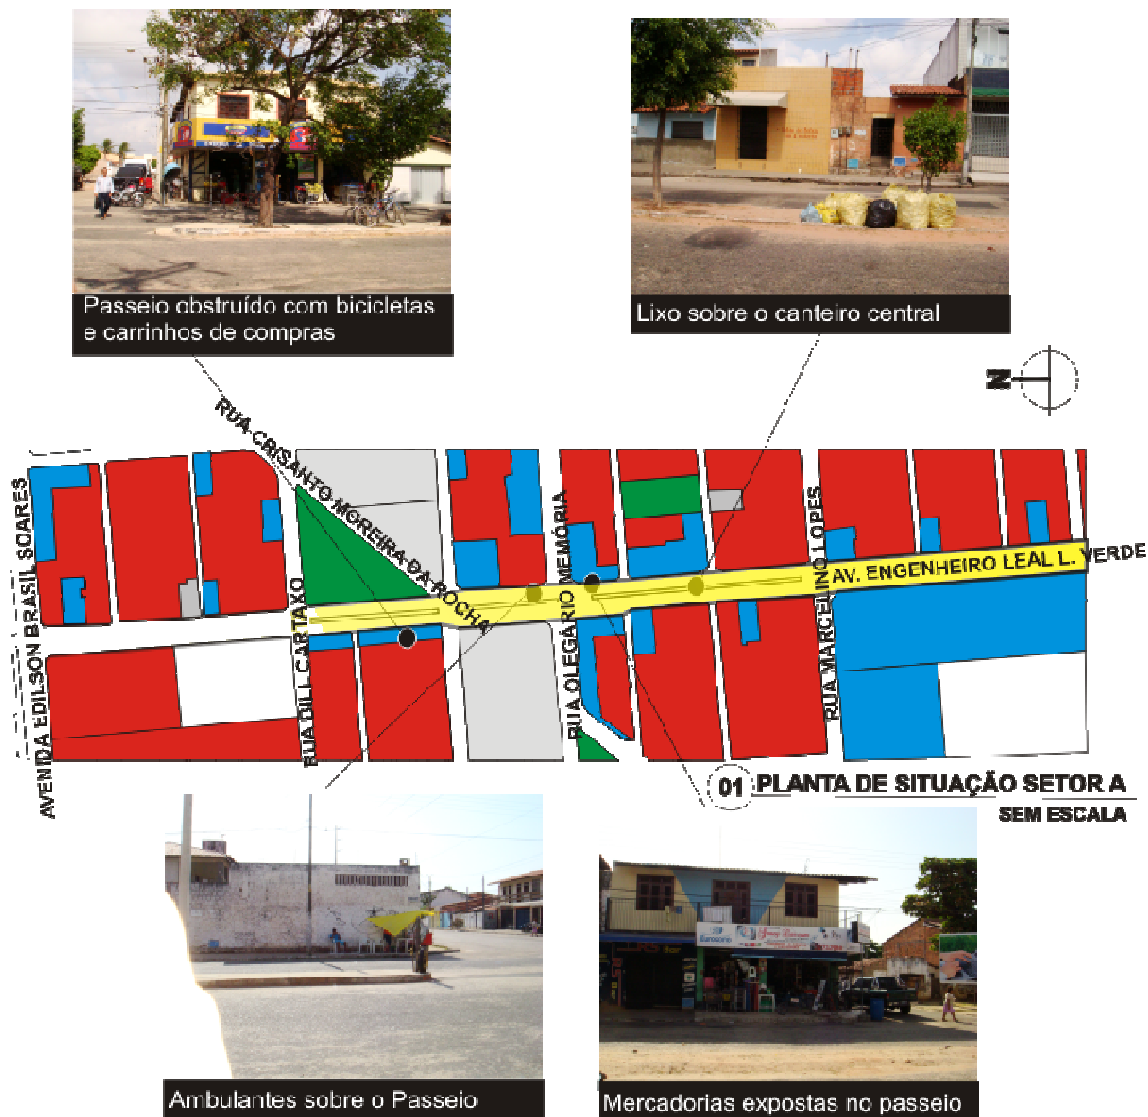 Passeio obstruído com bicicletas
e carrinhos de compras
Lixo sobre o canteiro central
N
RUA CRISANTO MOREIRA DA ROCHA
AVENIDA EDILSON BRASIL SOARES
RUA DILL CARTAXO
RUA OLEGÁRIO MEMÓRIA
RUA MARCELINO LOPES
AV. ENGENHEIRO LEAL L. VERDE
01 PLANTA DE SITUAÇÃO SETOR A
SEM ESCALA
Ambulantes sobre o Passeio
Mercadorias expostas no passeio